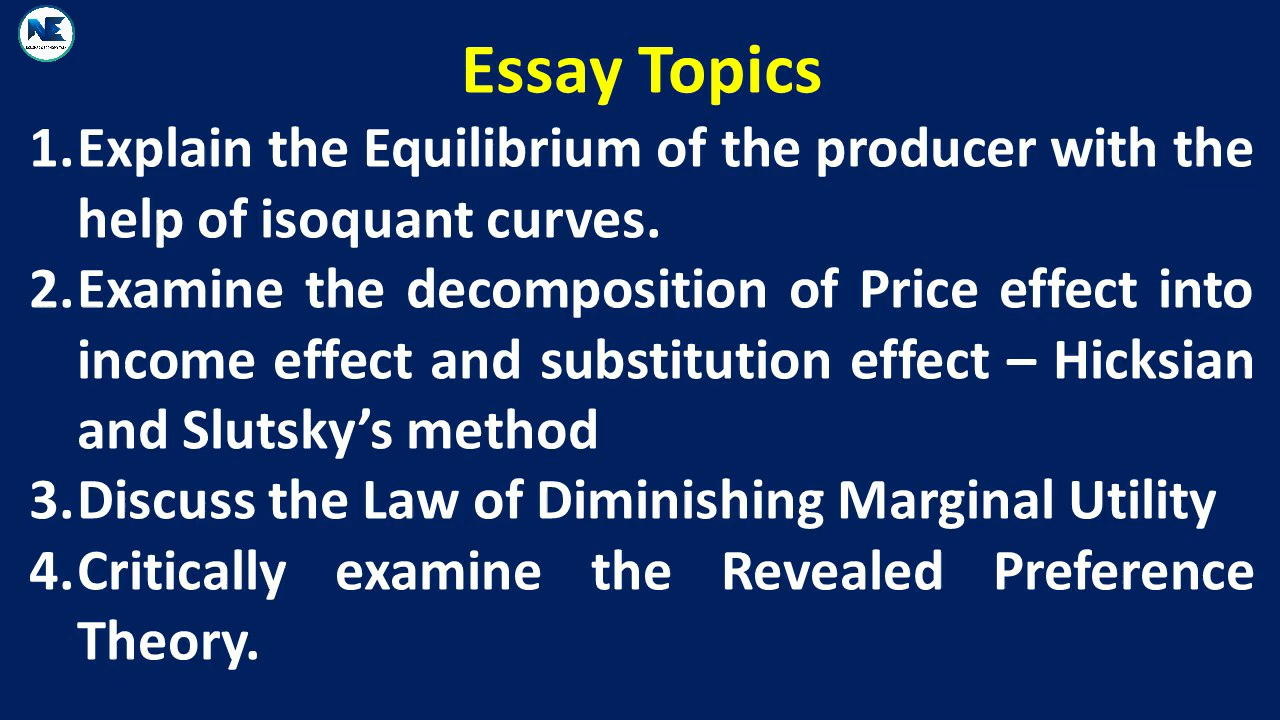 NE
Essay Topics
1.Explain the Equilibrium of the producer with the
help of isoquant curves.
2.Examine the decomposition of Price effect into
income effect and substitution effect – Hicksian
and Slutsky’s method
3.Discuss the Law of Diminishing Marginal Utility
4.Critically examine the Revealed Preference
Theory.